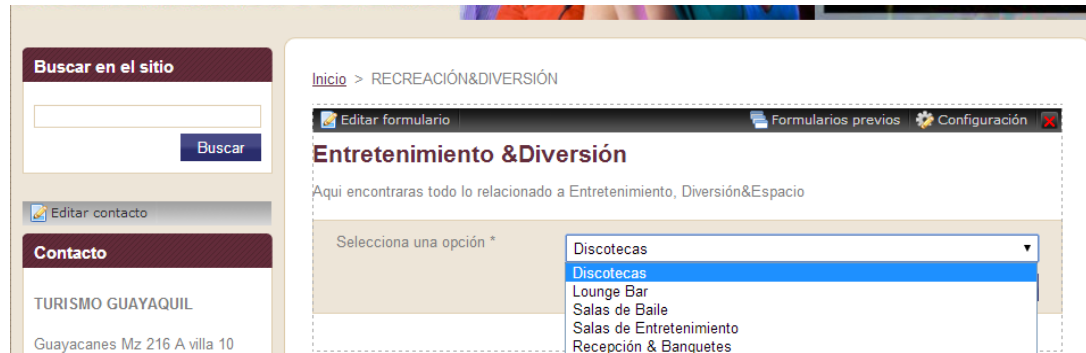 Buscar en el sitio
Buscar
Editar contacto
Contacto
TURISMO GUAYAQUIL
Guayacanes Mz 216 A villa 10
Inicio > RECREACIÓN&DIVERSIÓN
Editar formulario Formularios previos Configuración
Entretenimiento &Diversión
Aqui encontraras todo lo relacionado a Entretenimiento, Diversión&Espacio
Selecciona una opción * Discotecas
Discotecas
Lounge Bar
Salas de Baile
Salas de Entretenimiento
Recepción & Banquetes